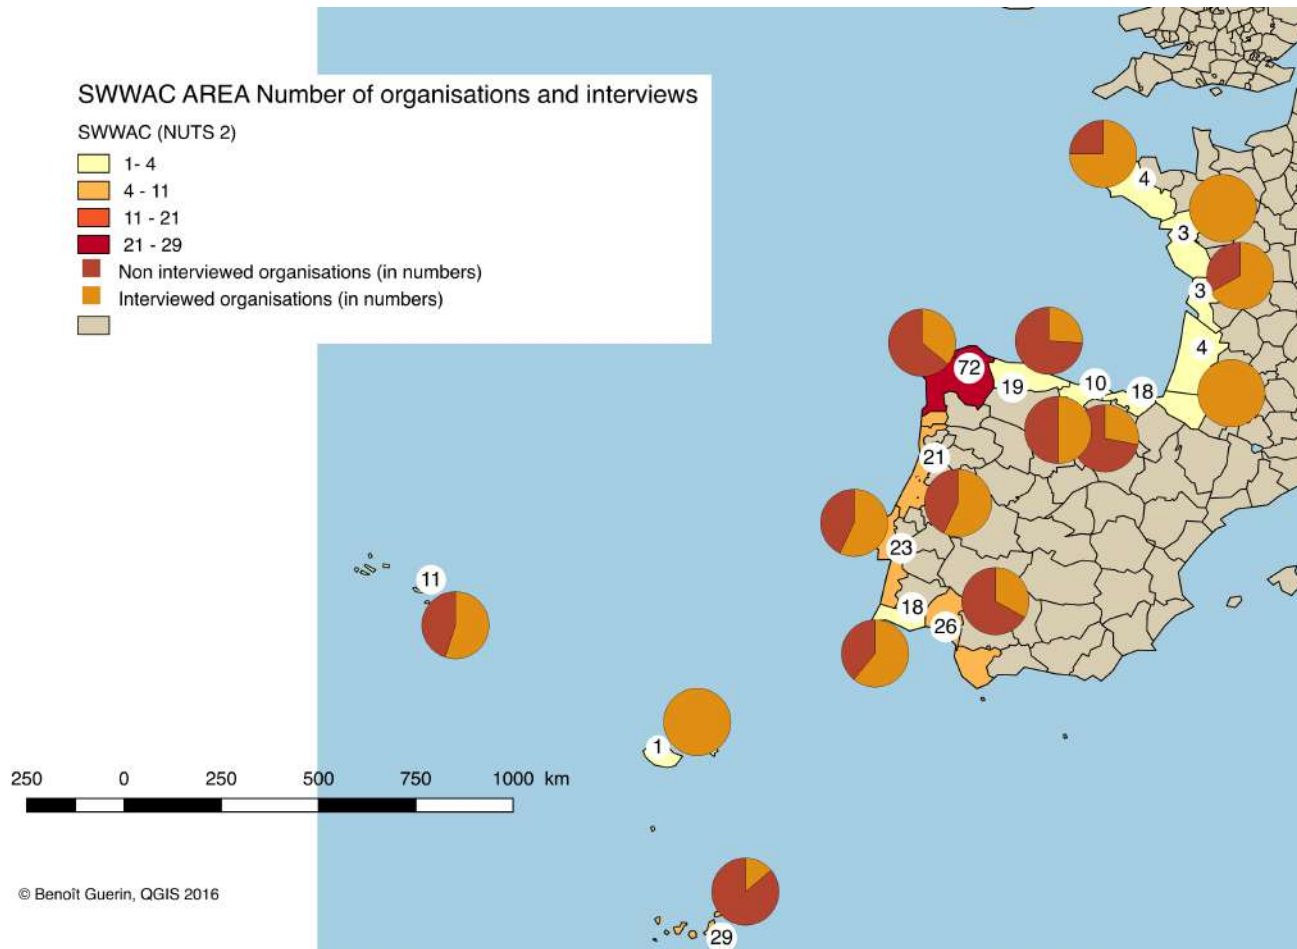 SWWAC AREA Number of organisations and interviews
SWWAC (NUTS 2)
1- 4
4 - 11
11 - 21
21 - 29
Non interviewed organisations (in numbers)
Interviewed organisations (in numbers)
4
3
3
4
72
19
10
18
21
23
11
18
26
1
250 0 250 500 750 1000 km
© Benoît Guerin, QGIS 2016
29